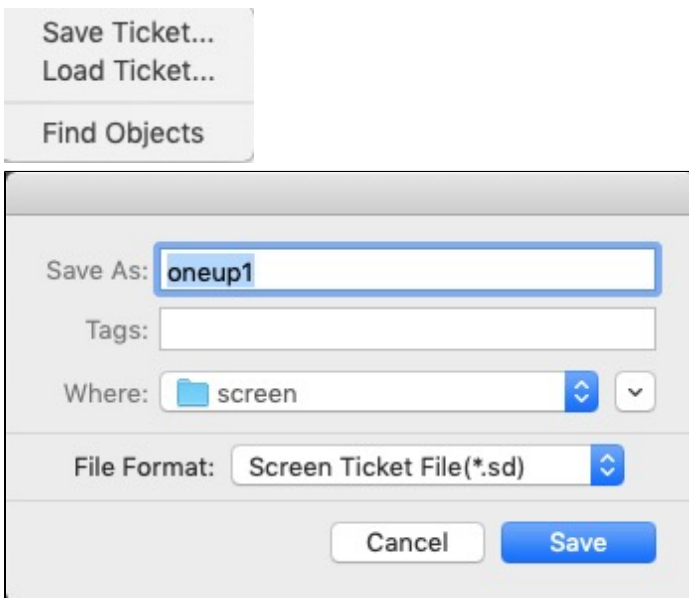 Save Ticket...
Load Ticket...
Find Objects
Save As: oneup1
Tags:
Where: screen
File Format: Screen Ticket File(*.sd)
Cancel Save